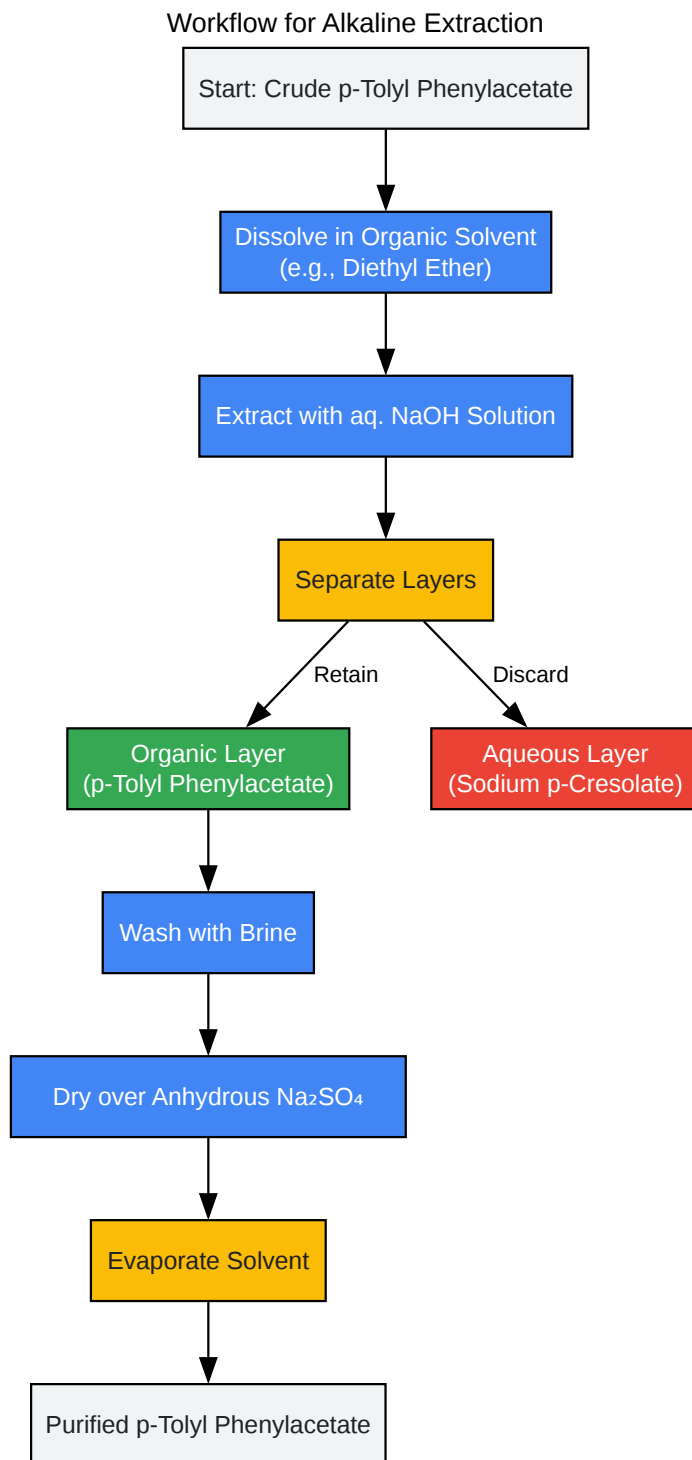 Workflow for Alkaline Extraction
Start: Crude p-Tolyl Phenylacetate
Dissolve in Organic Solvent
(e.g., Diethyl Ether)
Extract with aq. NaOH Solution
Separate Layers
Retain
Discard
Organic Layer
(p-Tolyl Phenylacetate)
Aqueous Layer
(Sodium p-Cresolate)
Wash with Brine
Dry over Anhydrous Na₂SO₄
Evaporate Solvent
Purified p-Tolyl Phenylacetate